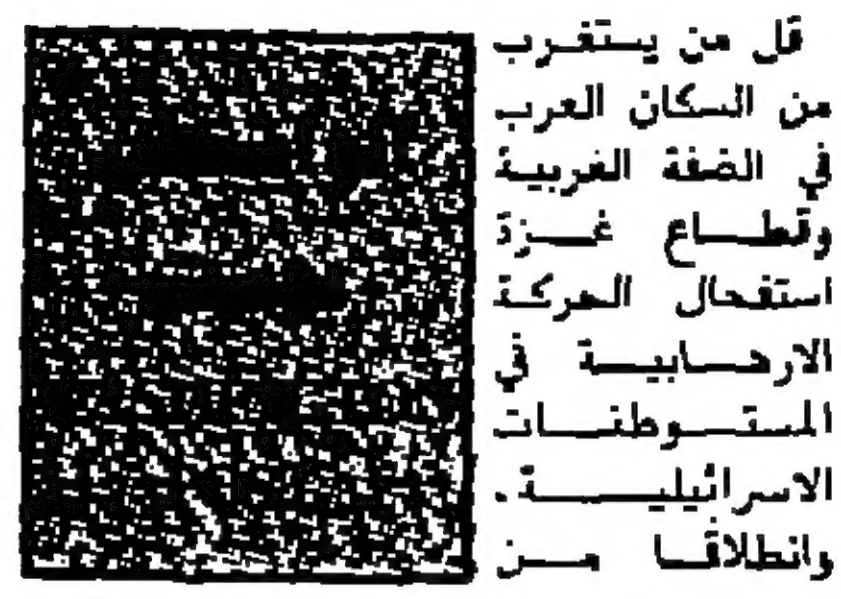 قل من يستغرب
من السكان العرب
في الضفة الغربية
وقطاع غزة
استفحال الحركة
الارهابية في
المستوطنات
الاسرائيلية.
وانطلاقا من